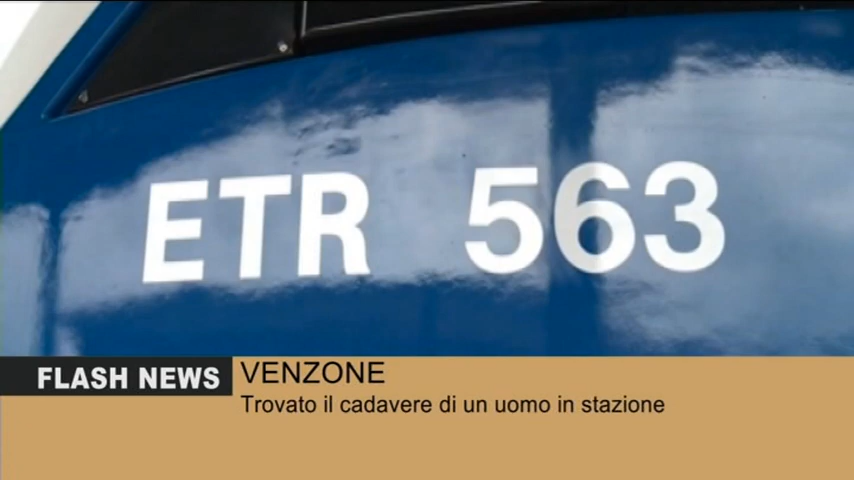 ETR 563
FLASH NEWS
VENZONE
Trovato il cadavere di un uomo in stazione